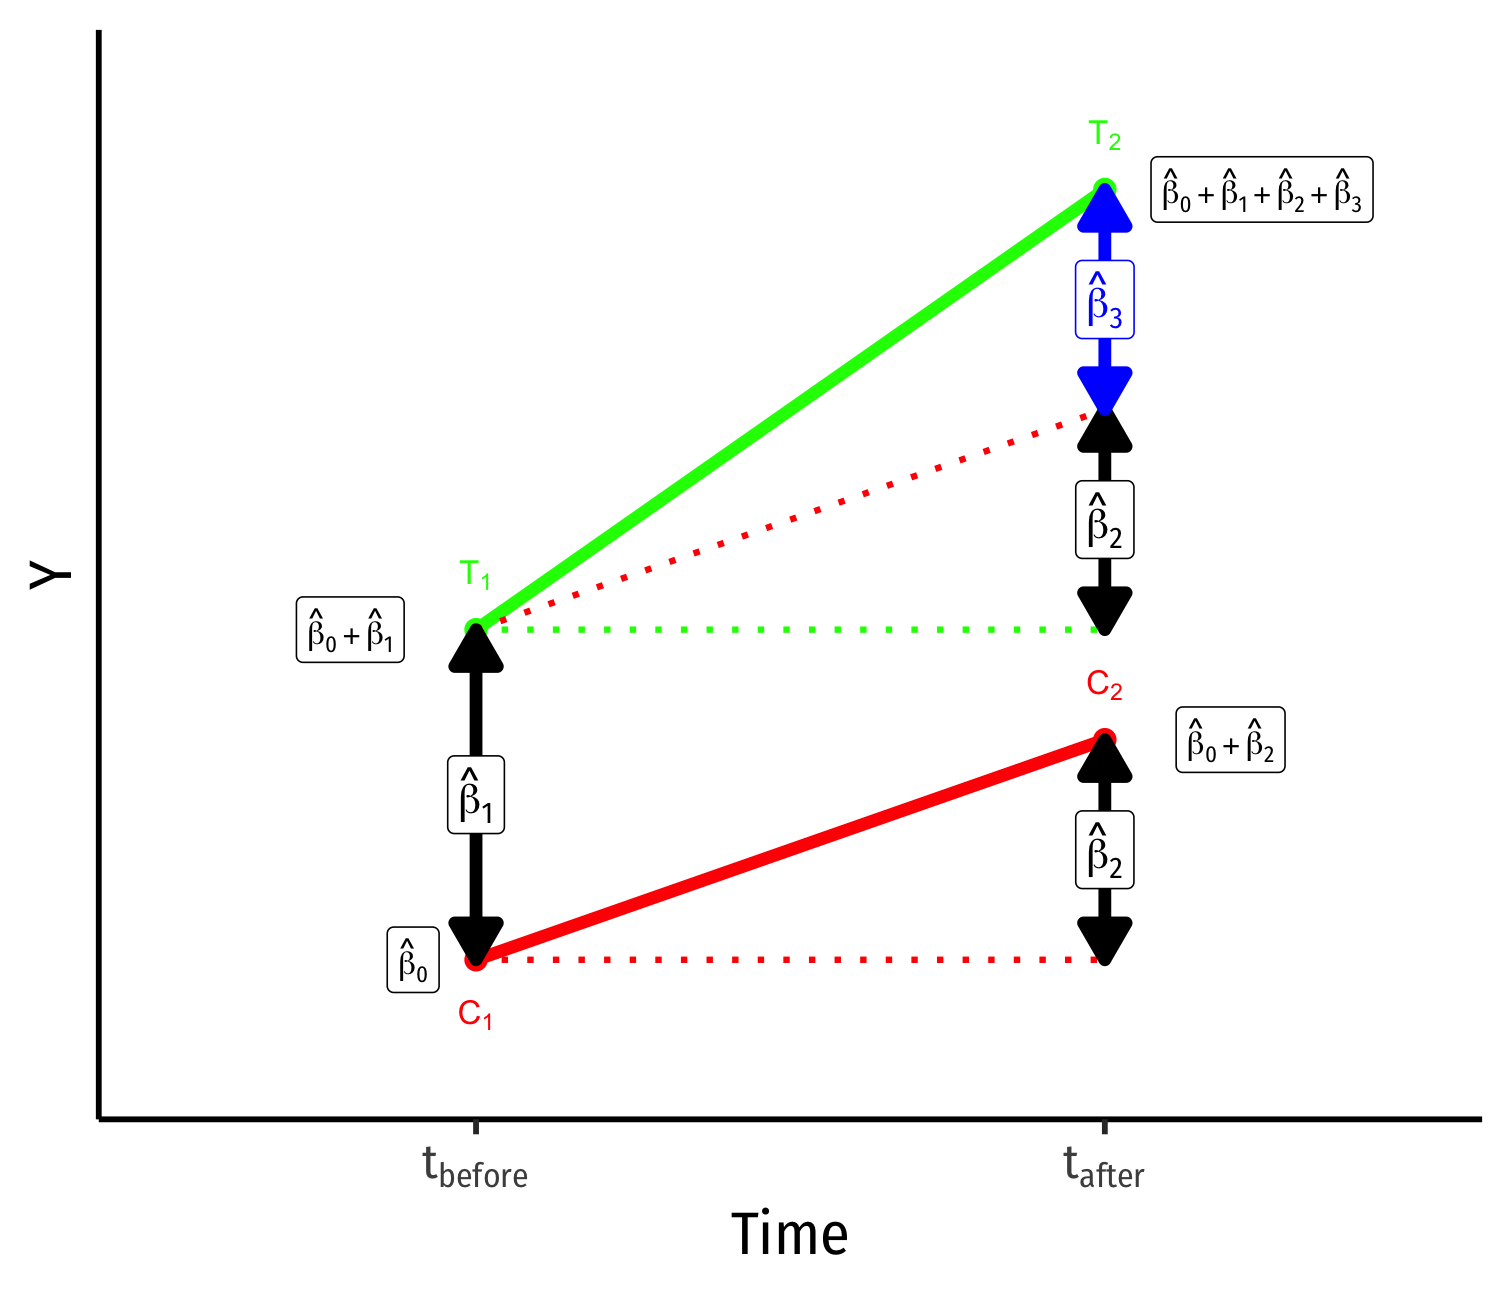 T₂
β̂₀ + β̂₁ + β̂₂ + β̂₃
β̂₃
β̂₂
T₁
β̂₀ + β̂₁
C₂
β̂₀ + β̂₂
β̂₁
β̂₂
β̂₀
C₁
Y
t_before
t_after
Time